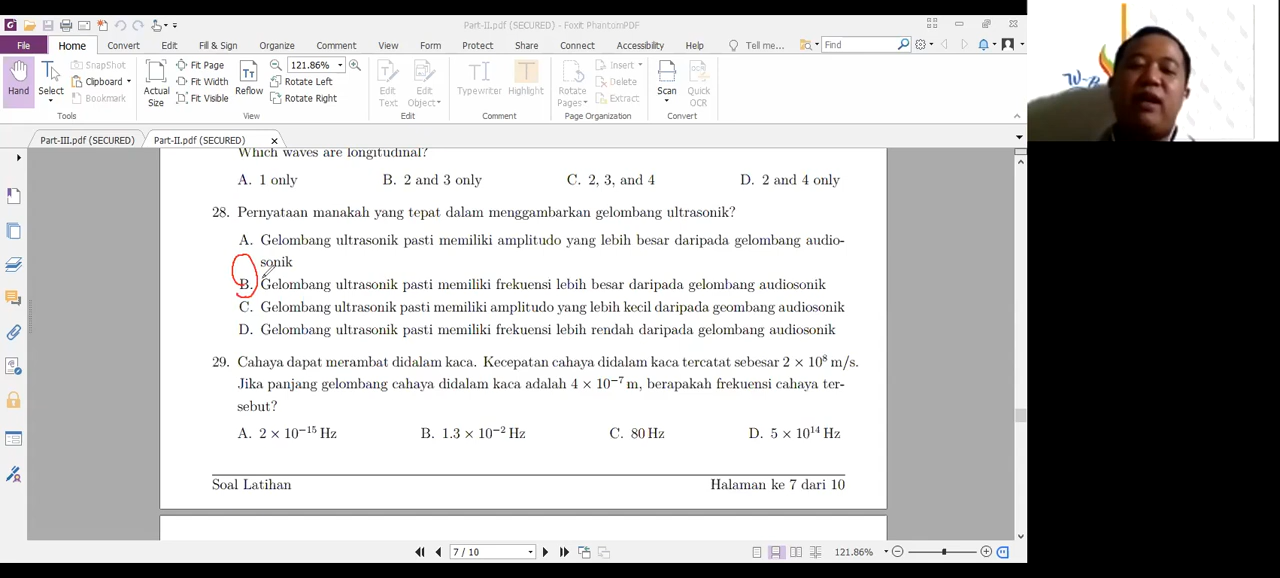 Part-II.pdf (SECURED) - Foxit PhantomPDF
File Home Convert Edit Fill & Sign Organize Comment View Form Protect Share Connect Accessibility Help Tell me... Find
Hand
Select
SnapShot
Clipboard
Bookmark
Tools
Actual Size
Fit Page
Fit Width
Fit Visible
Reflow
121.86%
Rotate Left
Rotate Right
View
Edit Text
Edit Object
Edit
Typewriter
Highlight
Comment
Rotate Pages
Insert
Delete
Extract
Page Organization
Scan
Quick OCR
Convert
Part-III.pdf (SECURED) Part-II.pdf (SECURED)
Which waves are longitudinal?
A. 1 only B. 2 and 3 only C. 2, 3, and 4 D. 2 and 4 only
28. Pernyataan manakah yang tepat dalam menggambarkan gelombang ultrasonik?
A. Gelombang ultrasonik pasti memiliki amplitudo yang lebih besar daripada gelombang audio-
sonik
B. Gelombang ultrasonik pasti memiliki frekuensi lebih besar daripada gelombang audiosonik
C. Gelombang ultrasonik pasti memiliki amplitudo yang lebih kecil daripada geombang audiosonik
D. Gelombang ultrasonik pasti memiliki frekuensi lebih rendah daripada gelombang audiosonik
29. Cahaya dapat merambat didalam kaca. Kecepatan cahaya didalam kaca tercatat sebesar 2 × 10⁸ m/s.
Jika panjang gelombang cahaya didalam kaca adalah 4 × 10⁻⁷ m, berapakah frekuensi cahaya ter-
sebut?
A. 2 × 10⁻¹⁵ Hz B. 1.3 × 10⁻² Hz C. 80 Hz D. 5 × 10¹⁴ Hz
Soal Latihan Halaman ke 7 dari 10
7 / 10 121.86%